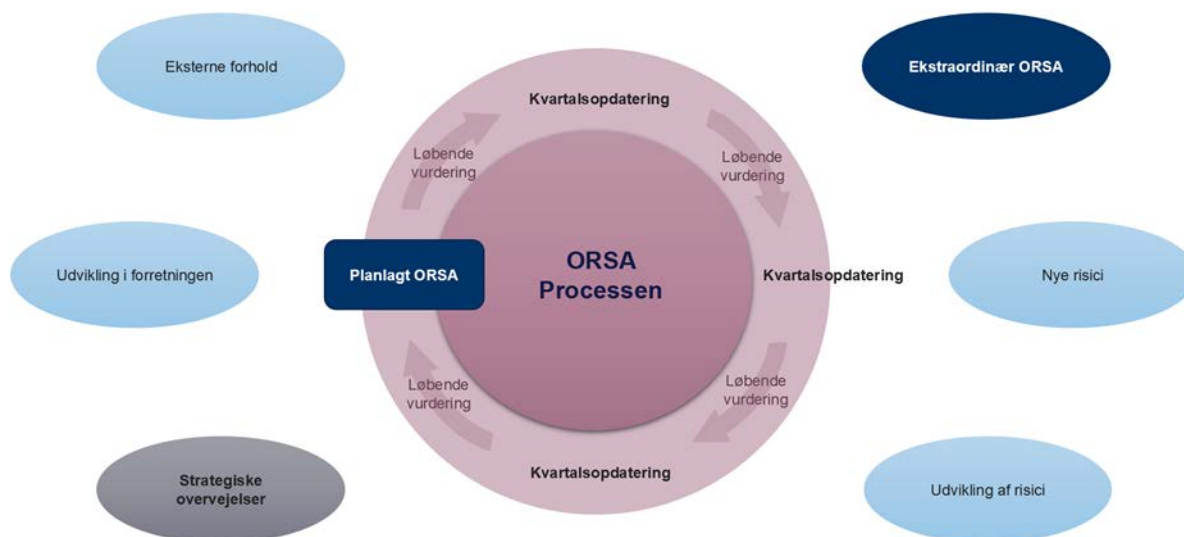 Eksterne forhold
Kvartalsopdatering
Ekstraordinær ORSA
Løbende
vurdering
Løbende
vurdering
Udvikling i forretningen
Planlagt ORSA
ORSA
Processen
Kvartalsopdatering
Nye risici
Løbende
vurdering
Løbende
vurdering
Strategiske
overvejelser
Kvartalsopdatering
Udvikling af risici